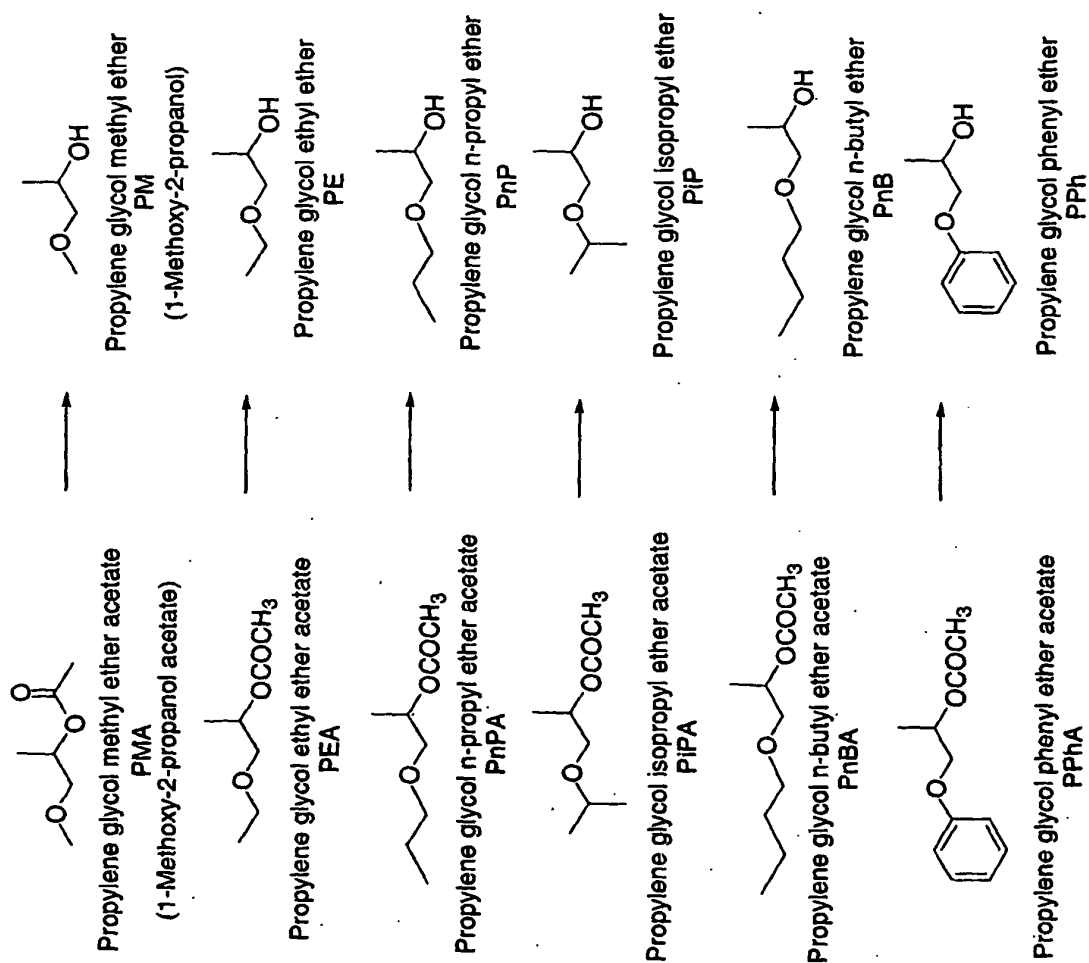 O
O O
O OH
Propylene glycol methyl ether acetate
PMA
(1-Methoxy-2-propanol acetate)
Propylene glycol methyl ether
PM
(1-Methoxy-2-propanol)
O OCOCH3
Propylene glycol ethyl ether acetate
PEA
O OH
Propylene glycol ethyl ether
PE
O OCOCH3
Propylene glycol n-propyl ether acetate
PnPA
O OH
Propylene glycol n-propyl ether
PnP
O OCOCH3
Propylene glycol isopropyl ether acetate
PiPA
O OH
Propylene glycol isopropyl ether
PiP
O OCOCH3
Propylene glycol n-butyl ether acetate
PnBA
O OH
Propylene glycol n-butyl ether
PnB
O OCOCH3
Propylene glycol phenyl ether acetate
PPhA
O OH
Propylene glycol phenyl ether
PPh